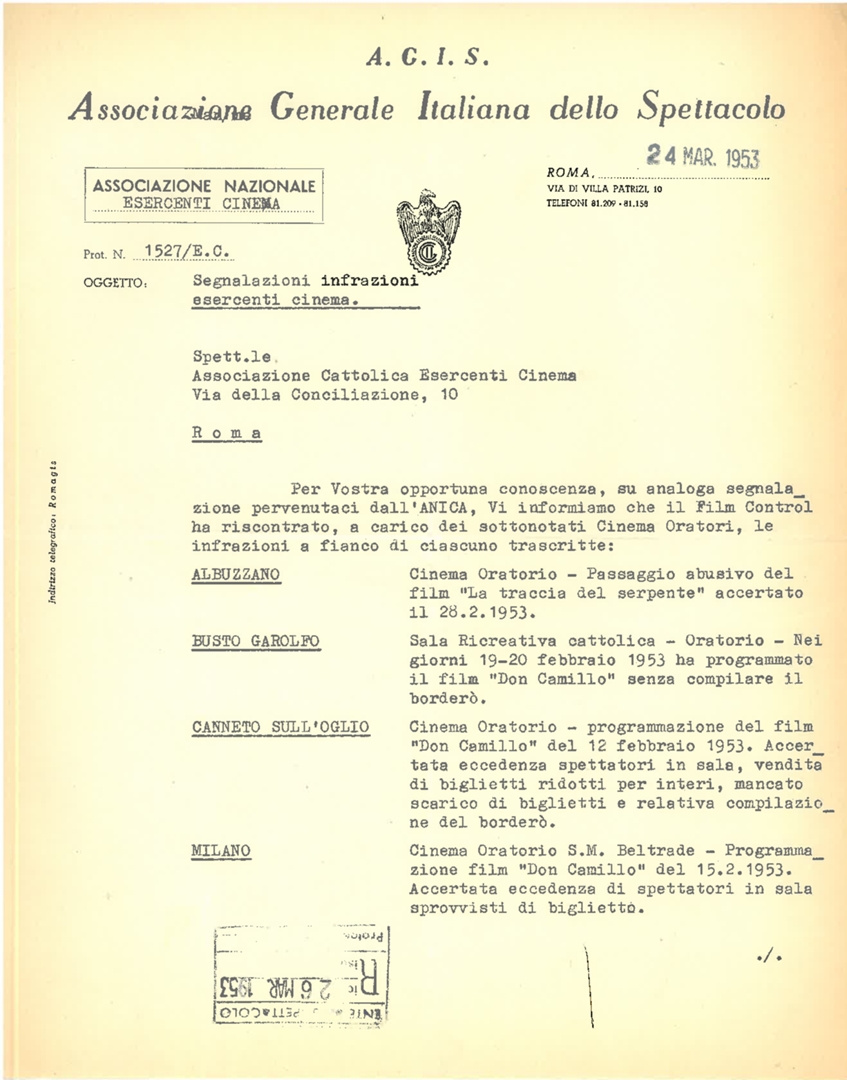 A. G. I. S.
Associazione Generale Italiana dello Spettacolo
24 MAR. 1953
ROMA,
VIA DI VILLA PATRIZI, 10
TELEFONI 81.209 - 81.158
ASSOCIAZIONE NAZIONALE
ESERCENTI CINEMA
Prot. N. 1527/E.C.
OGGETTO: Segnalazioni infrazioni
esercenti cinema.
Spett.le
Associazione Cattolica Esercenti Cinema
Via della Conciliazione, 10
R o m a
Indirizzo telegrafico: Romagis
Per Vostra opportuna conoscenza, su analoga segnala_
zione pervenutaci dall'ANICA, Vi informiamo che il Film Control
ha riscontrato, a carico dei sottonotati Cinema Oratori, le
infrazioni a fianco di ciascuno trascritte:
ALBUZZANO Cinema Oratorio - Passaggio abusivo del
film "La traccia del serpente" accertato
il 28.2.1953.
BUSTO GAROLFO Sala Ricreativa cattolica - Oratorio - Nei
giorni 19-20 febbraio 1953 ha programmato
il film "Don Camillo" senza compilare il
borderò.
CANNETO SULL'OGLIO Cinema Oratorio - programmazione del film
"Don Camillo" del 12 febbraio 1953. Accer_
tata eccedenza spettatori in sala, vendita
di biglietti ridotti per interi, mancato
scarico di biglietti e relativa compilazio_
ne del borderò.
MILANO Cinema Oratorio S.M. Beltrade - Programma_
zione film "Don Camillo" del 15.2.1953.
Accertata eccedenza di spettatori in sala
sprovvisti di biglietto.
./.
ENTE SPETTACOLO
26 MAR 1953